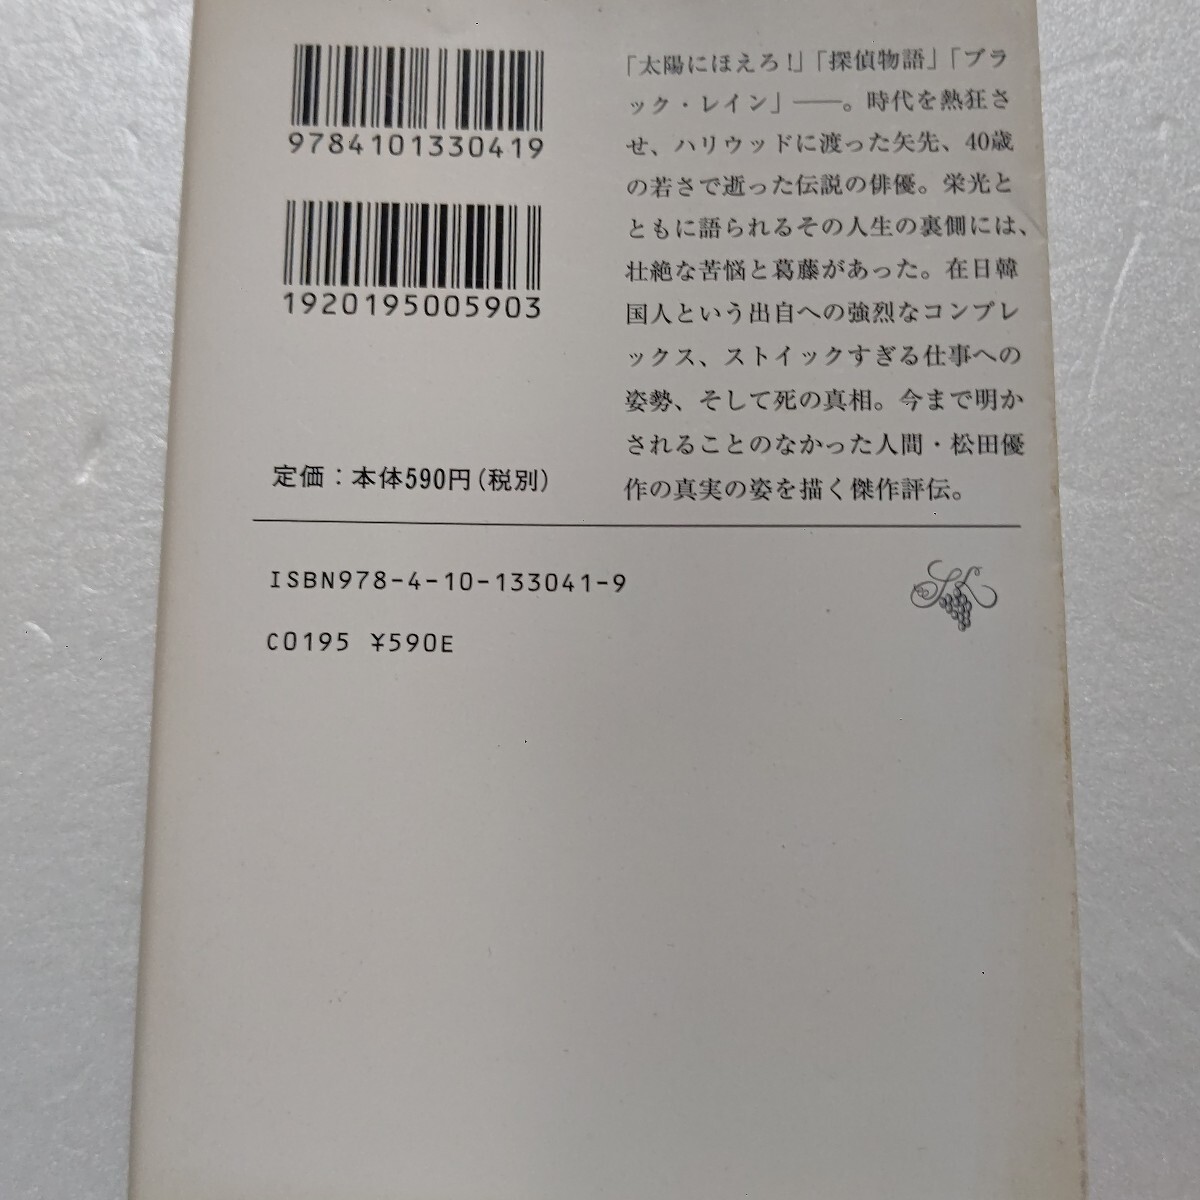 9784101330419
1920195005903
定価：本体590円（税別）
「太陽にほえろ!」「探偵物語」「ブラ
ック・レイン」――。時代を熱狂さ
せ、ハリウッドに渡った矢先、40歳
の若さで逝った伝説の俳優。栄光と
ともに語られるその人生の裏側には、
壮絶な苦悩と葛藤があった。在日韓
国人という出自への強烈なコンプレ
ックス、ストイックすぎる仕事への
姿勢、そして死の真相。今まで明か
されることのなかった人間・松田優
作の真実の姿を描く傑作評伝。
ISBN978-4-10-133041-9
C0195 ¥590E